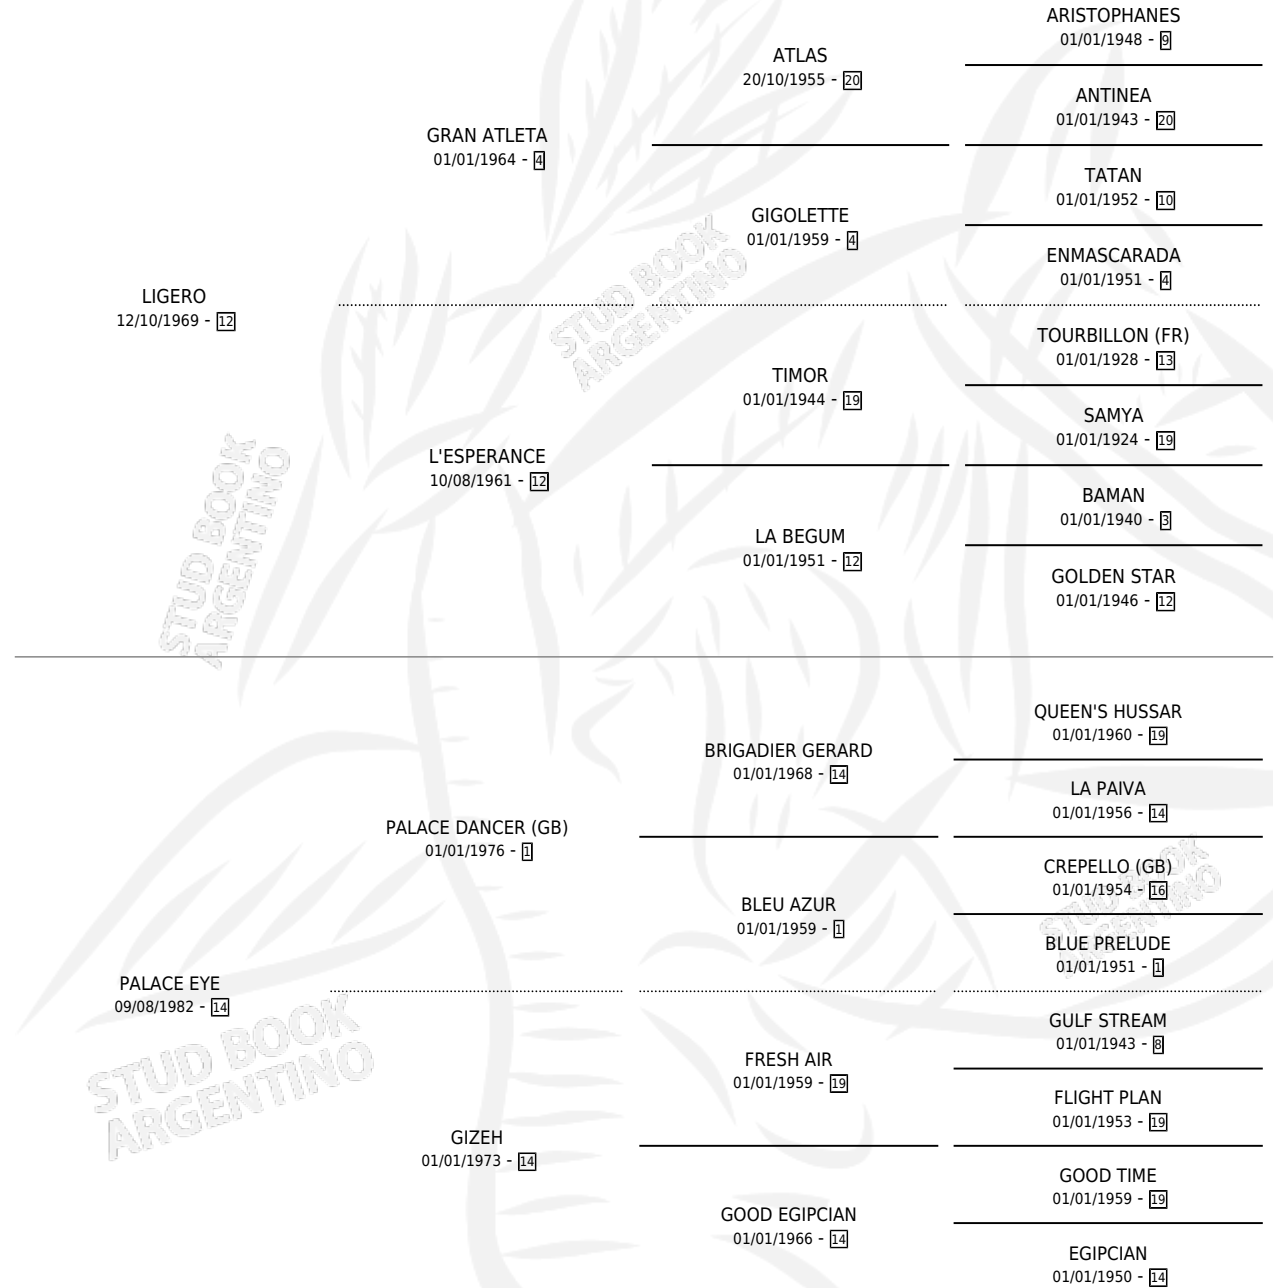 ARISTOPHANES
01/01/1948 - 9
ATLAS
20/10/1955 - 20
ANTINEA
01/01/1943 - 20
GRAN ATLETA
01/01/1964 - 4
TATAN
01/01/1952 - 10
GIGOLETTE
01/01/1959 - 4
ENMASCARADA
01/01/1951 - 4
LIGERO
12/10/1969 - 12
TOURBILLON (FR)
01/01/1928 - 13
TIMOR
01/01/1944 - 19
SAMYA
01/01/1924 - 19
L'ESPERANCE
10/08/1961 - 12
BAMAN
01/01/1940 - 3
LA BEGUM
01/01/1951 - 12
GOLDEN STAR
01/01/1946 - 12
STUD BOOK
ARGENTINO
STUD BOOK
ARGENTINO
QUEEN'S HUSSAR
01/01/1960 - 19
BRIGADIER GERARD
01/01/1968 - 14
LA PAIVA
01/01/1956 - 14
PALACE DANCER (GB)
01/01/1976 - 1
CREPELLO (GB)
01/01/1954 - 16
BLEU AZUR
01/01/1959 - 1
BLUE PRELUDE
01/01/1951 - 1
PALACE EYE
09/08/1982 - 14
GULF STREAM
01/01/1943 - 8
FRESH AIR
01/01/1959 - 19
FLIGHT PLAN
01/01/1953 - 19
GIZEH
01/01/1973 - 14
GOOD TIME
01/01/1959 - 19
GOOD EGIPCIAN
01/01/1966 - 14
EGIPCIAN
01/01/1950 - 14
STUD BOOK
ARGENTINO
STUD BOOK
ARGENTINO